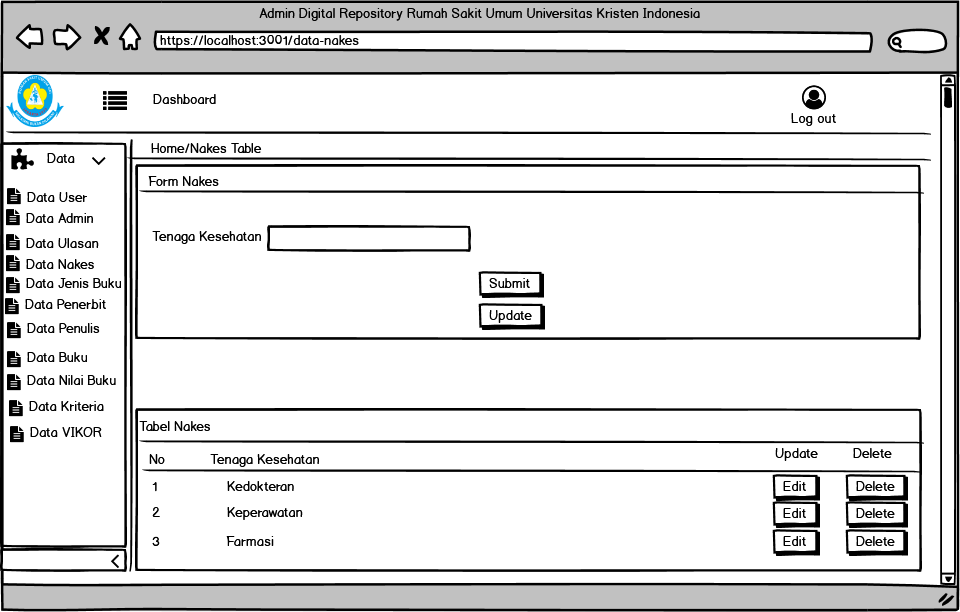 Admin Digital Repository Rumah Sakit Umum Universitas Kristen Indonesia
https://localhost:3001/data-nakes
Dashboard
Log out
Data
Data User
Data Admin
Data Ulasan
Data Nakes
Data Jenis Buku
Data Penerbit
Data Penulis
Data Buku
Data Nilai Buku
Data Kriteria
Data VIKOR
Home/Nakes Table
Form Nakes
Tenaga Kesehatan
Submit
Update
Tabel Nakes
No Tenaga Kesehatan Update Delete
1 Kedokteran Edit Delete
2 Keperawatan Edit Delete
3 Farmasi Edit Delete